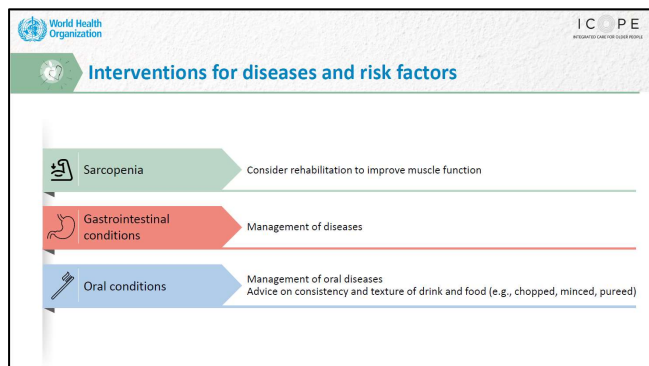 World Health
Organization
ICOPE
INTEGRATED CARE FOR OLDER PEOPLE
Interventions for diseases and risk factors
Sarcopenia
Consider rehabilitation to improve muscle function
Gastrointestinal
conditions
Management of diseases
Oral conditions
Management of oral diseases
Advice on consistency and texture of drink and food (e.g., chopped, minced, pureed)